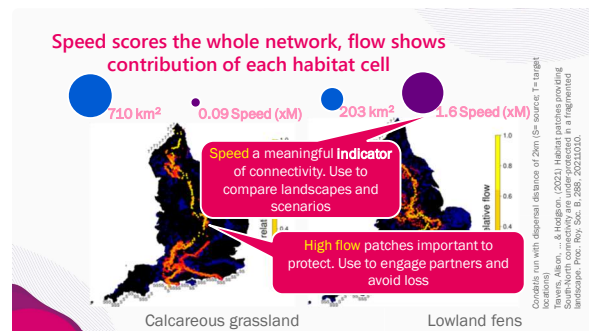 Speed scores the whole network, flow shows
contribution of each habitat cell
710 km²
0.09 Speed (xM)
203 km²
1.6 Speed (xM)
Speed a meaningful indicator
of connectivity. Use to
compare landscapes and
scenarios
High flow patches important to
protect. Use to engage partners and
avoid loss
1.0
0.4
relati
1.0
elative flow
Calcareous grassland
Lowland fens
Condatis run with dispersal distance of 2km (S= source; T= target
locations)
Travers, Alison, ... & Hodgson. (2021) Habitat patches providing
South-North connectivity are under-protected in a fragmented
landscape. Proc. Roy. Soc. B. 288, 20211010.